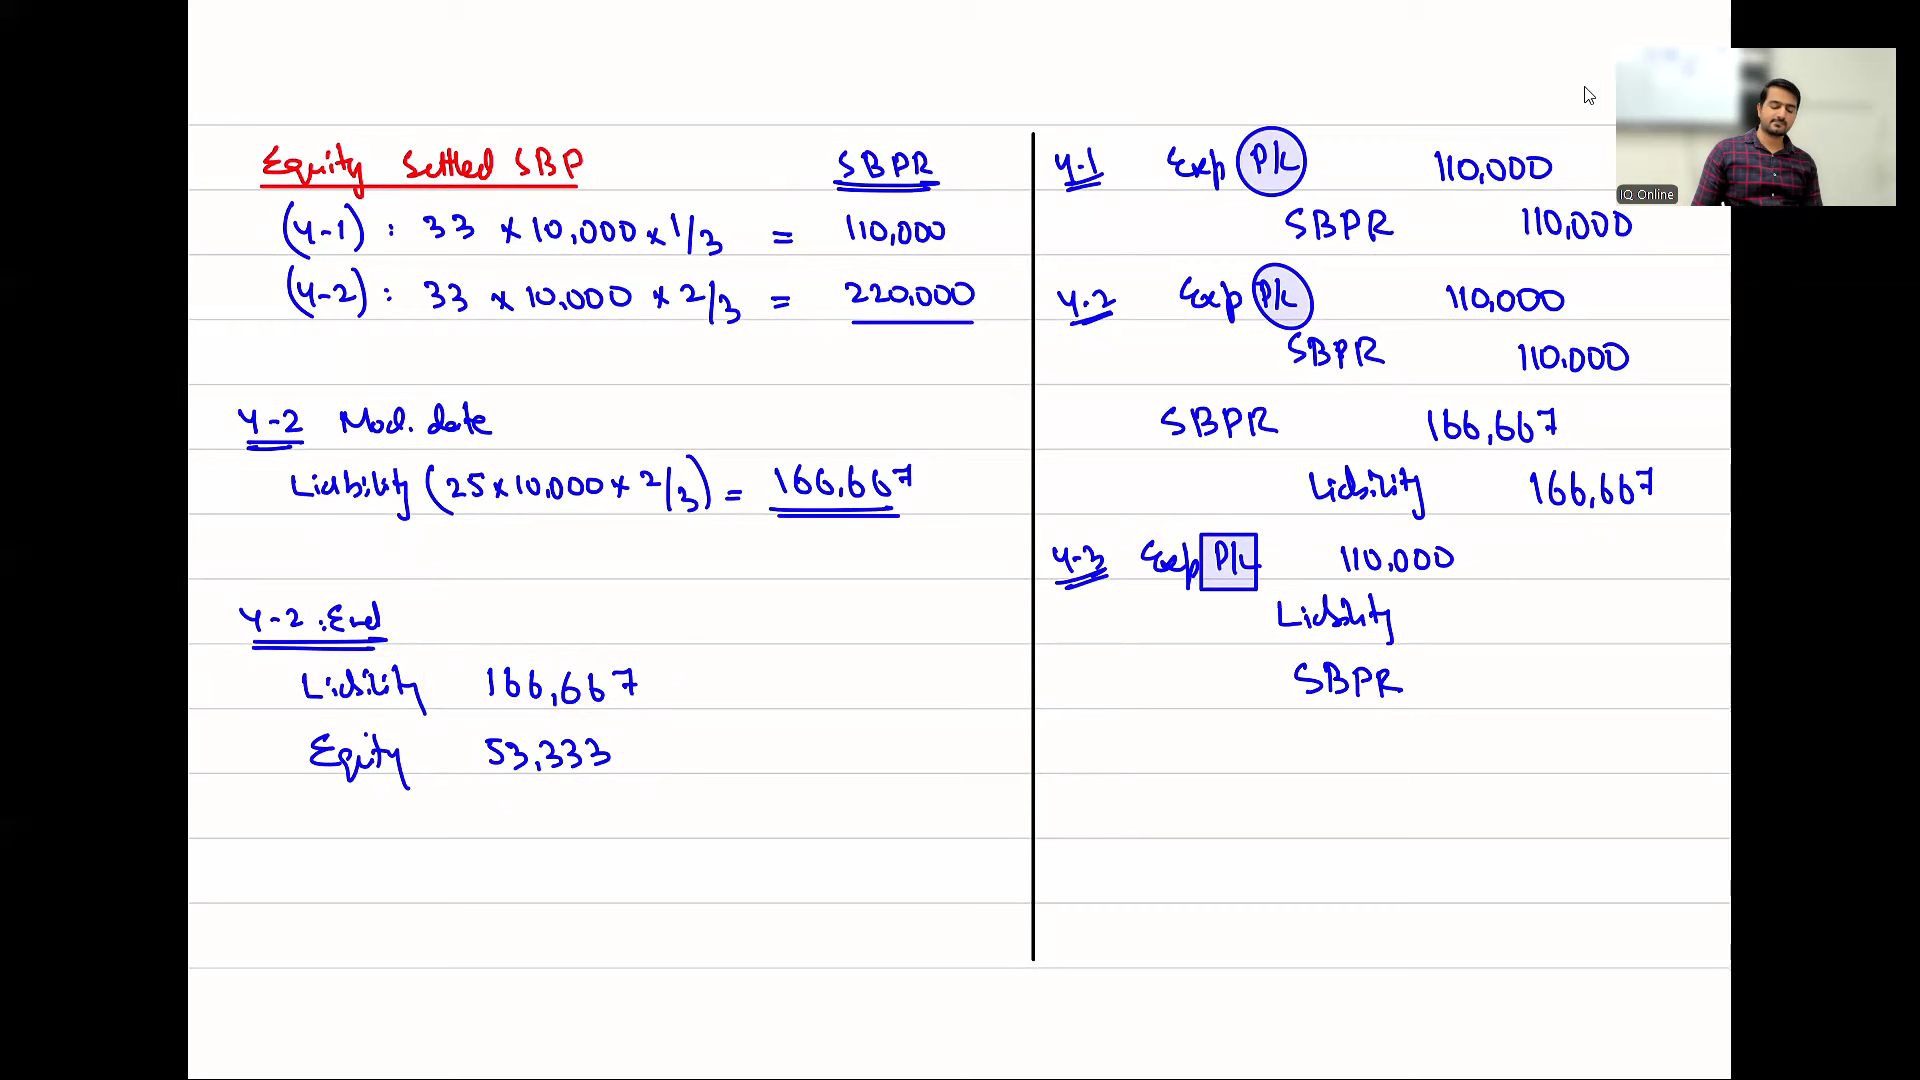 Equity Settled SBP SBPR
(Y-1) : 33 × 10,000 × 1/3 = 110,000
(Y-2) : 33 × 10,000 × 2/3 = 220,000
Y-2 Mod. date
Liability (25 × 10,000 × 2/3) = 166,667
Y-2 : End
Liability 166,667
Equity 53,333
Y-1 Exp P/L 110,000
SBPR 110,000
Y-2 Exp P/L 110,000
SBPR 110,000
SBPR 166,667
Liability 166,667
Y-3 Exp P/L 110,000
Liability
SBPR
IQ Online